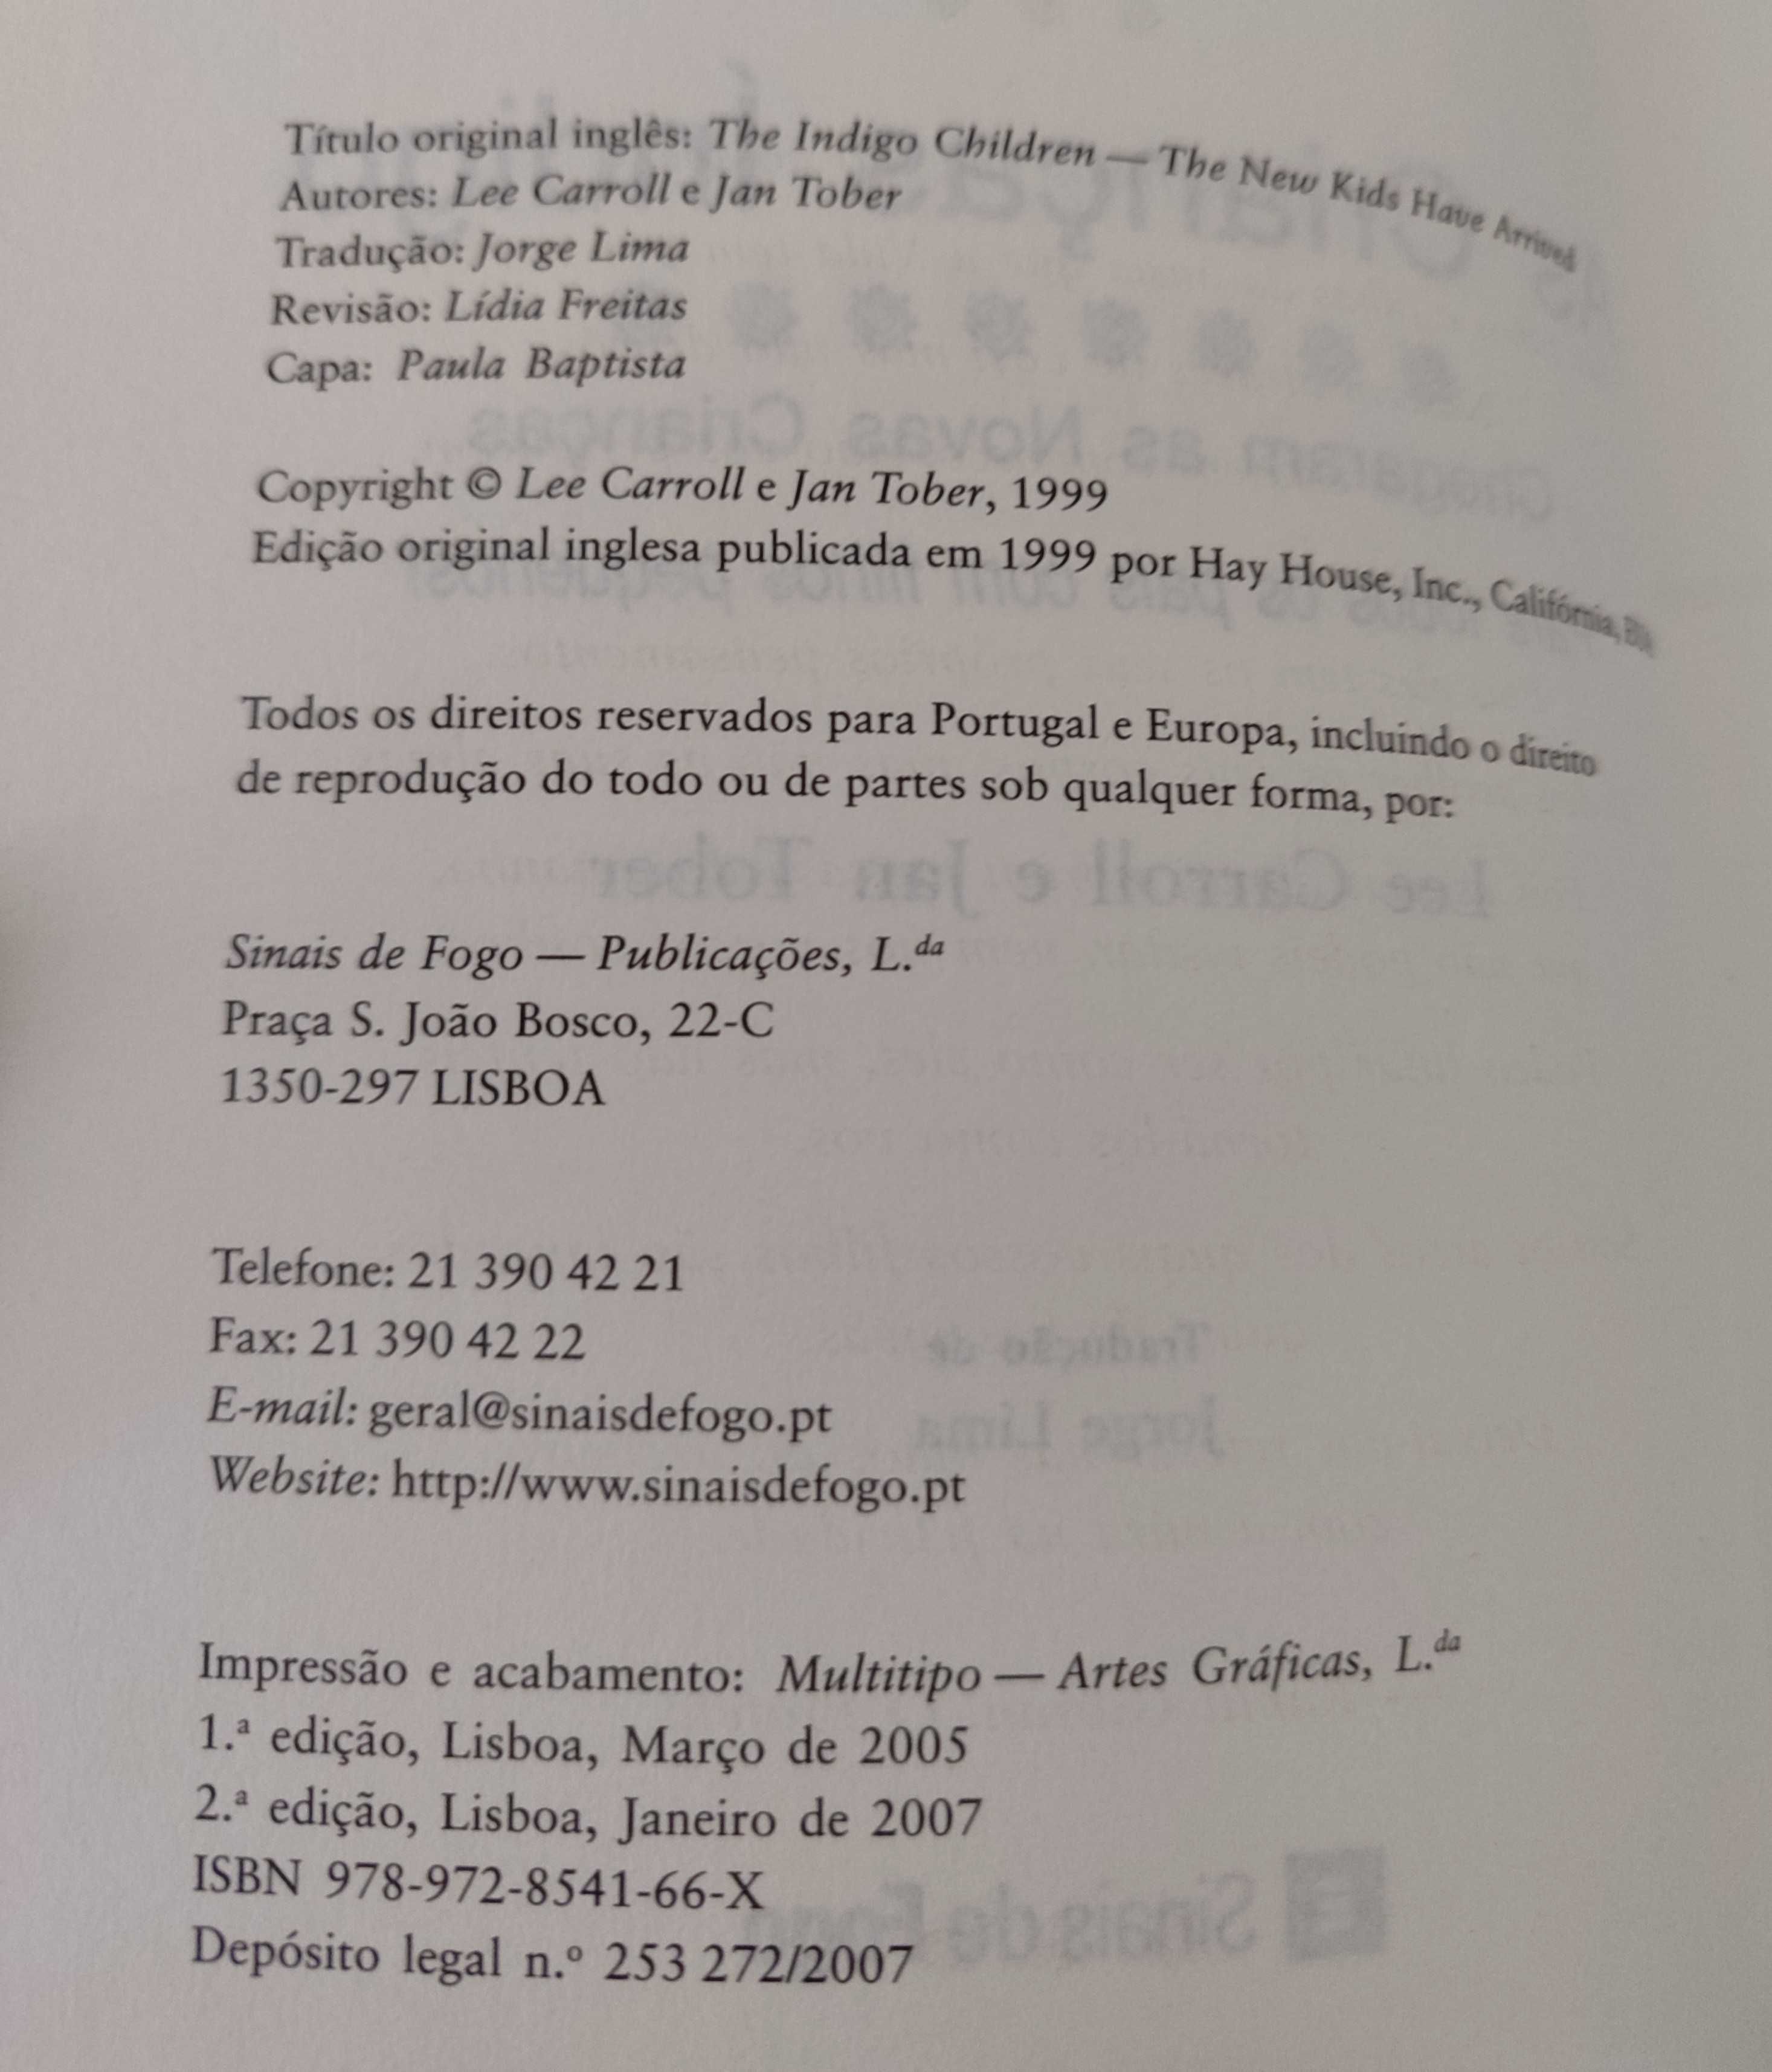 Título original inglês: The Indigo Children — The New Kids Have Arrived
Autores: Lee Carroll e Jan Tober
Tradução: Jorge Lima
Revisão: Lídia Freitas
Capa: Paula Baptista
Copyright © Lee Carroll e Jan Tober, 1999
Edição original inglesa publicada em 1999 por Hay House, Inc., Califórnia,
Todos os direitos reservados para Portugal e Europa, incluindo o direito
de reprodução do todo ou de partes sob qualquer forma, por:
Sinais de Fogo — Publicações, L.da
Praça S. João Bosco, 22-C
1350-297 LISBOA
Telefone: 21 390 42 21
Fax: 21 390 42 22
E-mail: geral@sinaisdefogo.pt
Website: http://www.sinaisdefogo.pt
Impressão e acabamento: Multitipo — Artes Gráficas, L.da
1.ª edição, Lisboa, Março de 2005
2.ª edição, Lisboa, Janeiro de 2007
ISBN 978-972-8541-66-X
Depósito legal n.º 253 272/2007